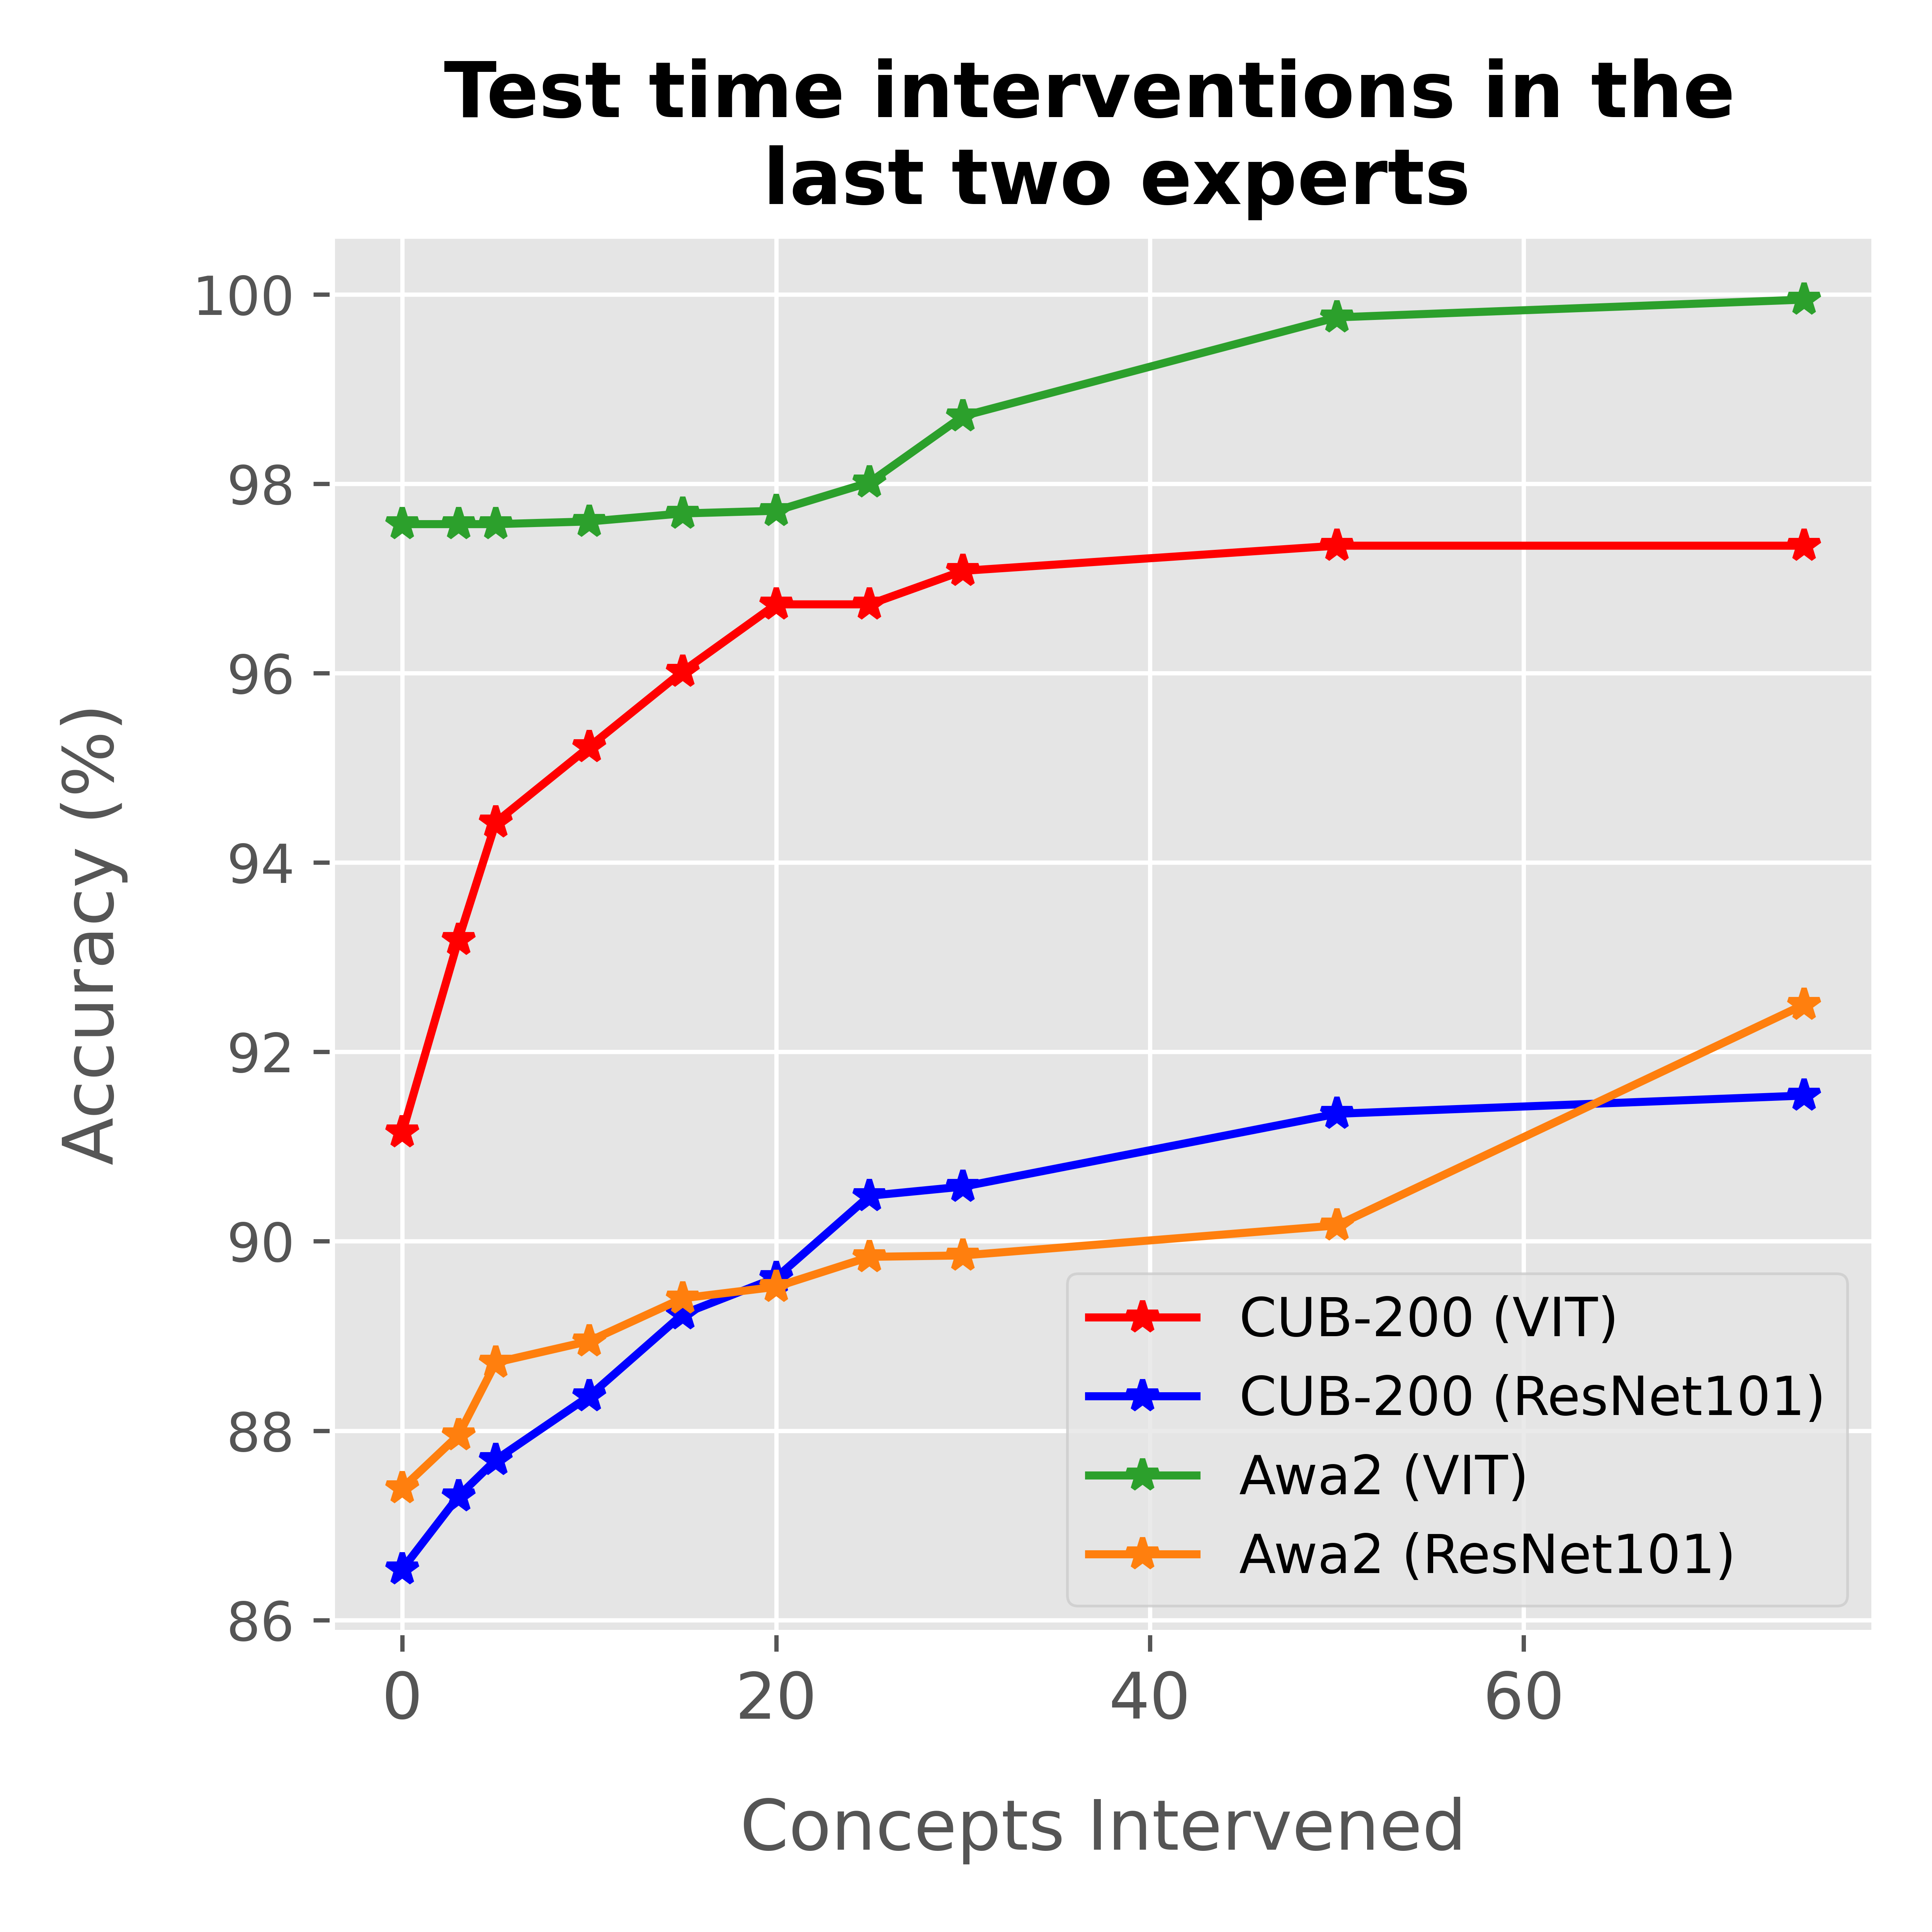 Test time interventions in the
last two experts
100
98
96
94
92
90
88
86
Accuracy (%)
CUB-200 (VIT)
CUB-200 (ResNet101)
Awa2 (VIT)
Awa2 (ResNet101)
0 20 40 60
Concepts Intervened